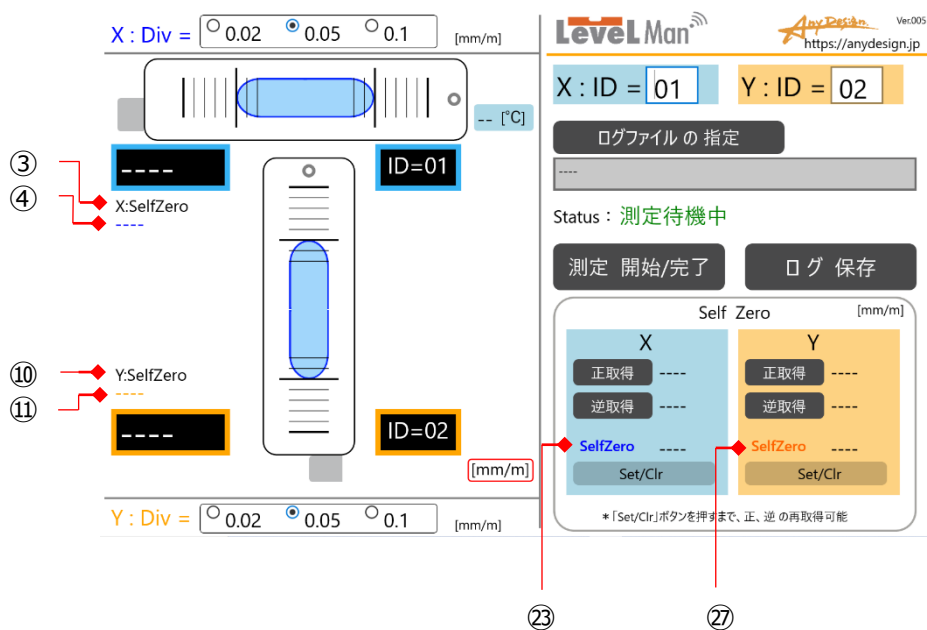 X : Div = 0.02 0.05 0.1 [mm/m]
-- [℃]
---- ID=01
③ X:SelfZero
④ ----
⑩ Y:SelfZero
⑪ ----
---- ID=02
[mm/m]
Y : Div = 0.02 0.05 0.1 [mm/m]
LeveL Man
AnyDesign Ver.005
https://anydesign.jp
X : ID = 01 Y : ID = 02
ログファイル の 指定
----
Status : 測定待機中
測定 開始/完了 ログ 保存
Self Zero [mm/m]
X Y
正取得 ---- 正取得 ----
逆取得 ---- 逆取得 ----
SelfZero ---- SelfZero ----
Set/Clr Set/Clr
*「Set/Clr」ボタンを押すまで、正、逆 の再取得可能
㉓ ㉗